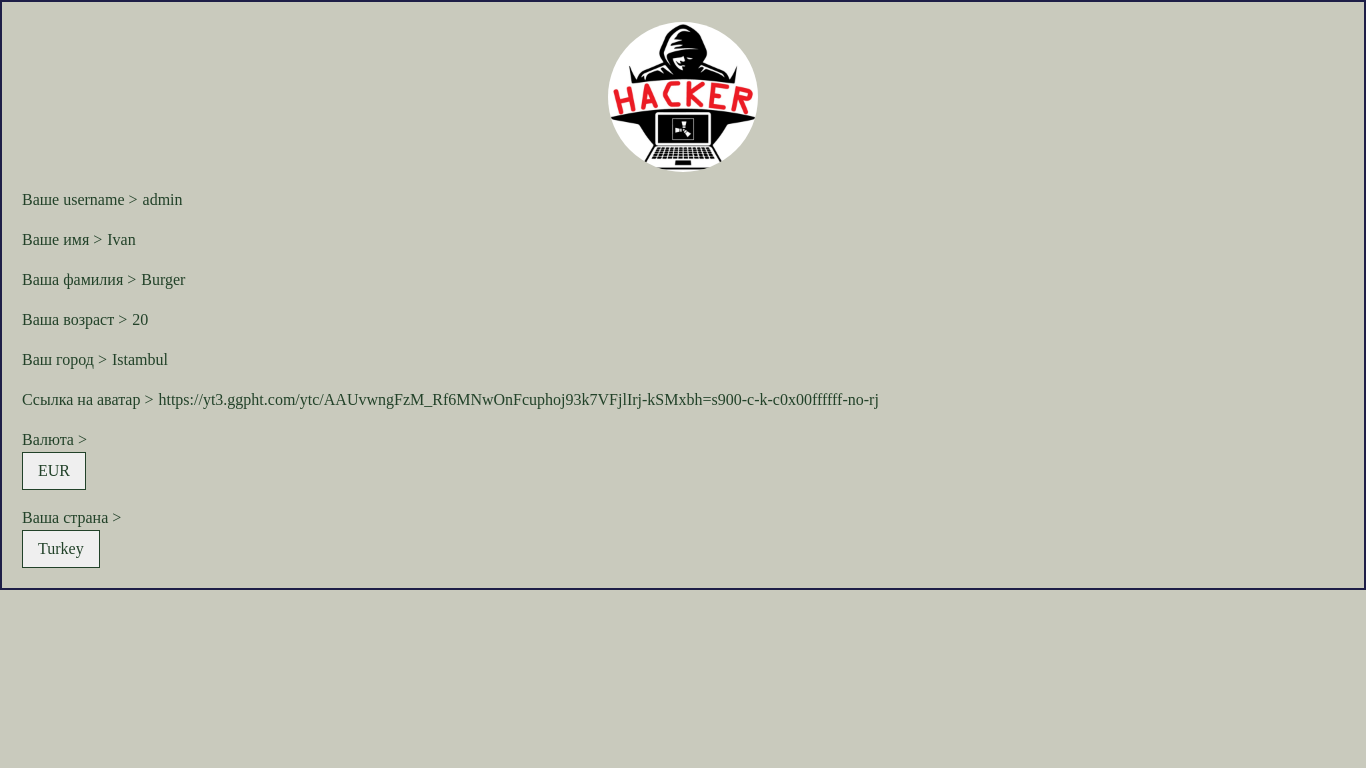 HACKER
Ваше username > admin
Ваше имя > Ivan
Ваша фамилия > Burger
Ваша возраст > 20
Ваш город > Istambul
Ссылка на аватар > https://yt3.ggpht.com/ytc/AAUvwngFzM_Rf6MNwOnFcuphoj93k7VFjlIrj-kSMxbh=s900-c-k-c0x00ffffff-no-rj
Валюта >
EUR
Ваша страна >
Turkey